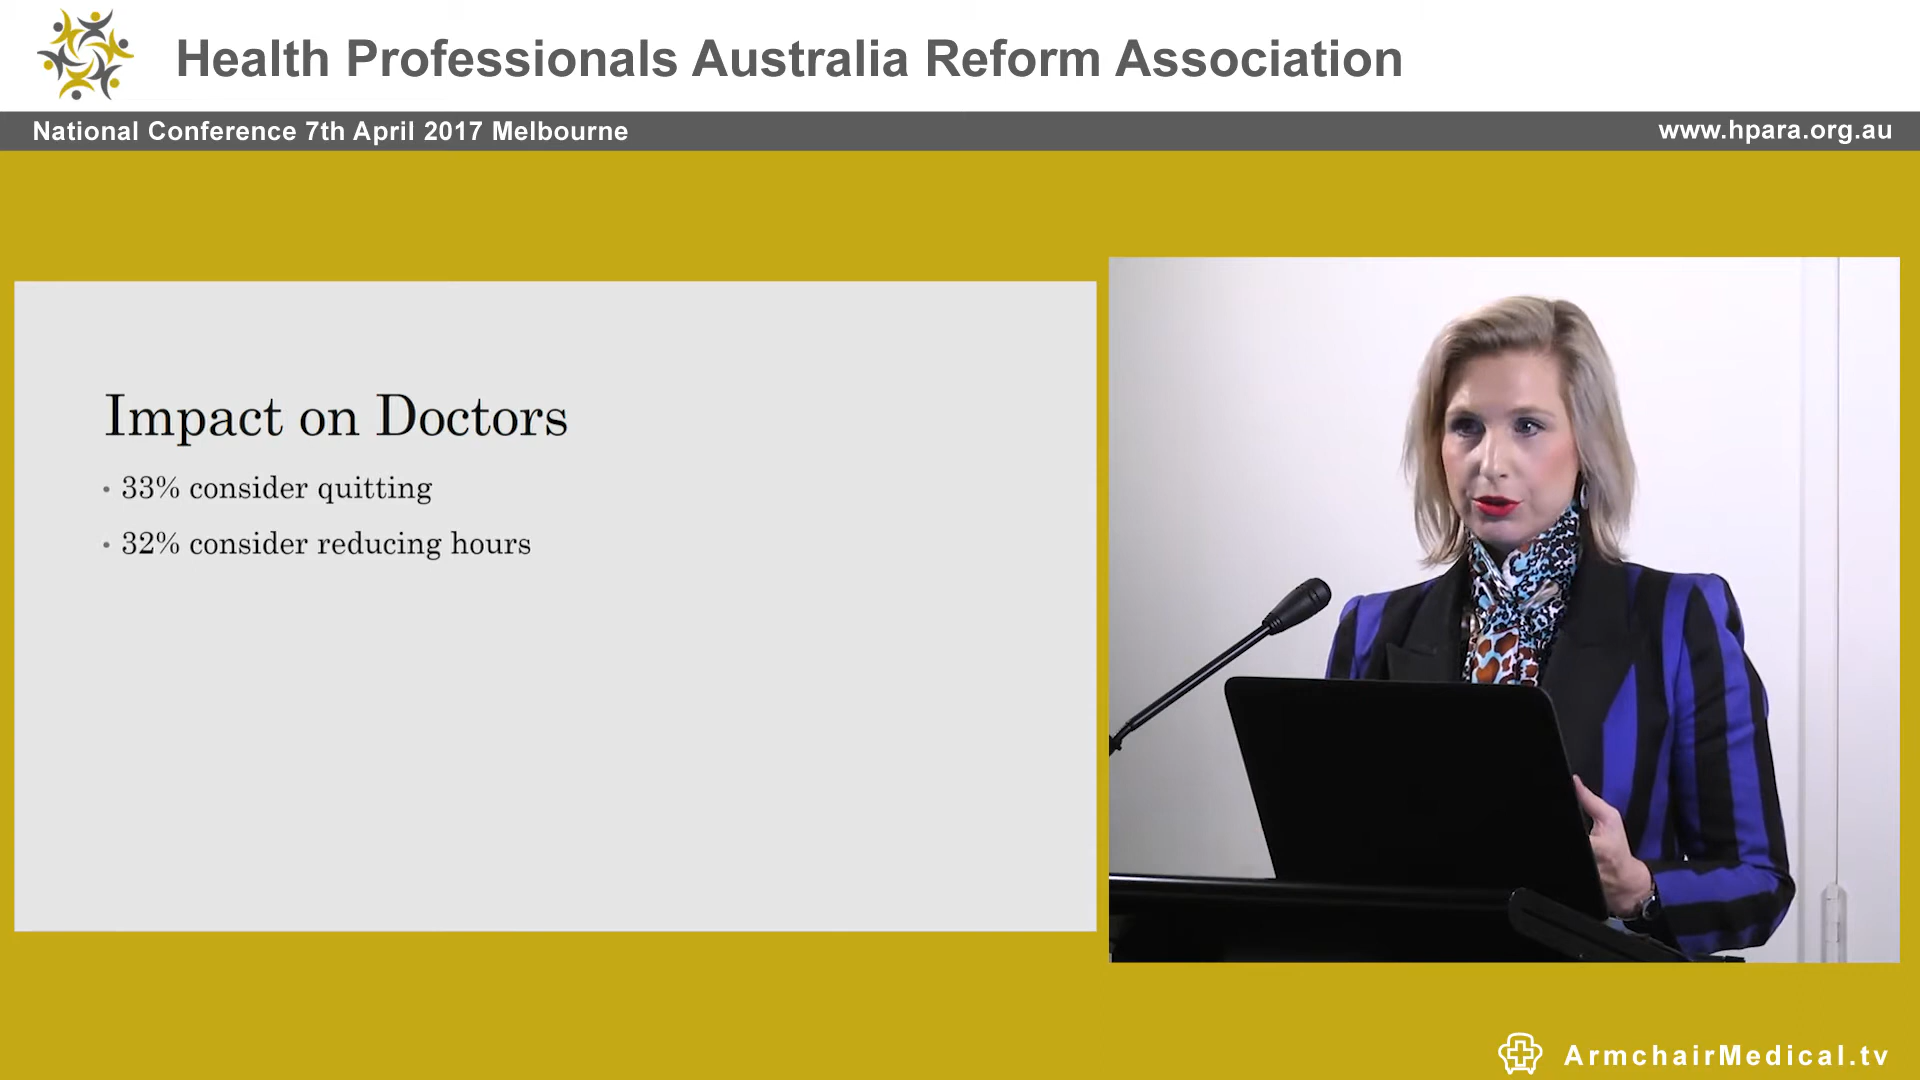 Health Professionals Australia Reform Association
National Conference 7th April 2017 Melbourne
www.hpara.org.au
Impact on Doctors
• 33% consider quitting
• 32% consider reducing hours
ArmchairMedical.tv